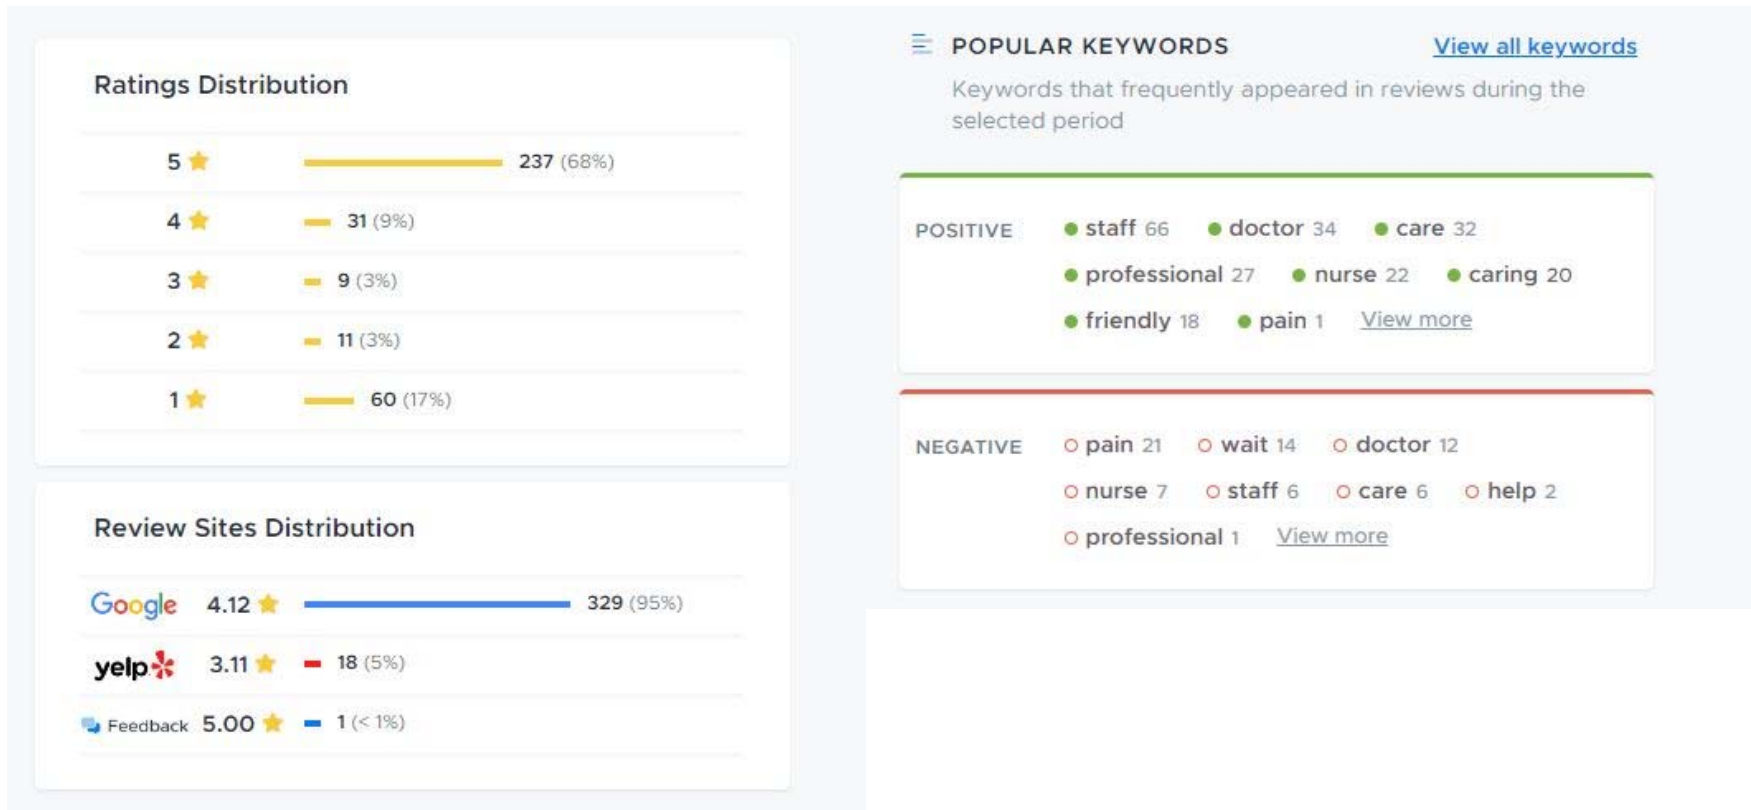 Ratings Distribution
5 237 (68%)
4 31 (9%)
3 9 (3%)
2 11 (3%)
1 60 (17%)
Review Sites Distribution
Google 4.12 329 (95%)
yelp 3.11 18 (5%)
Feedback 5.00 1 (< 1%)
POPULAR KEYWORDS View all keywords
Keywords that frequently appeared in reviews during the
selected period
POSITIVE staff 66 doctor 34 care 32
professional 27 nurse 22 caring 20
friendly 18 pain 1 View more
NEGATIVE pain 21 wait 14 doctor 12
nurse 7 staff 6 care 6 help 2
professional 1 View more